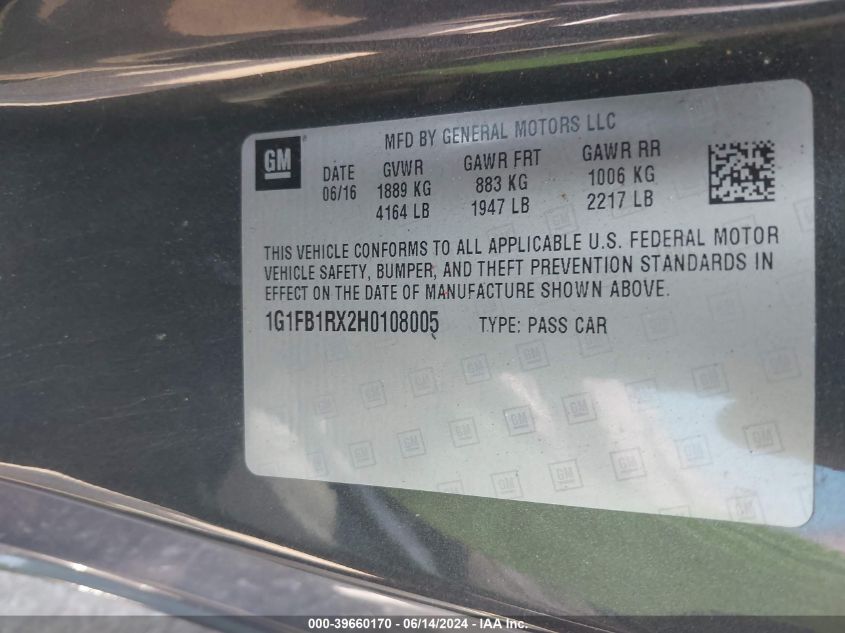 MFD BY GENERAL MOTORS LLC
GM
DATE GVWR GAWR FRT GAWR RR
06/16 1889 KG 883 KG 1006 KG
4164 LB 1947 LB 2217 LB
THIS VEHICLE CONFORMS TO ALL APPLICABLE U.S. FEDERAL MOTOR
VEHICLE SAFETY, BUMPER, AND THEFT PREVENTION STANDARDS IN
EFFECT ON THE DATE OF MANUFACTURE SHOWN ABOVE.
1G1FB1RX2H0108005 TYPE: PASS CAR
000-39660170 - 06/14/2024 - IAA Inc.